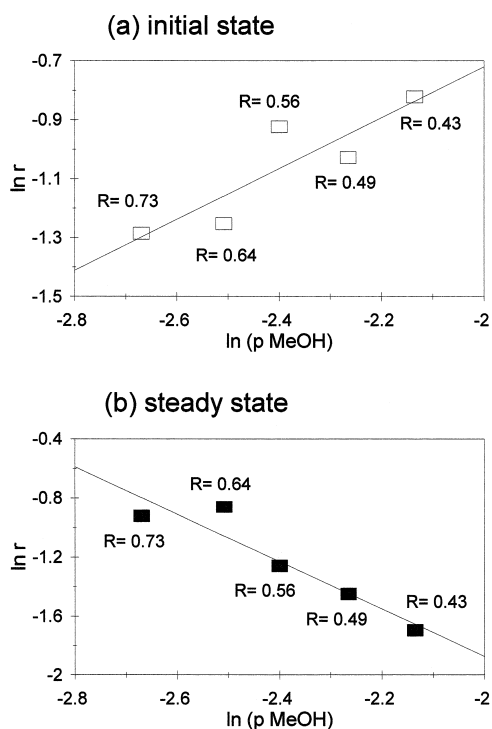 (a) initial state
-0.7
-0.9
-1.1
-1.3
-1.5
ln r
R= 0.56
R= 0.43
R= 0.73
R= 0.49
R= 0.64
-2.8 -2.6 -2.4 -2.2 -2
ln (p MeOH)
(b) steady state
-0.4
-0.8
-1.2
-1.6
-2
ln r
R= 0.64
R= 0.73
R= 0.56
R= 0.43
R= 0.49
-2.8 -2.6 -2.4 -2.2 -2
ln (p MeOH)